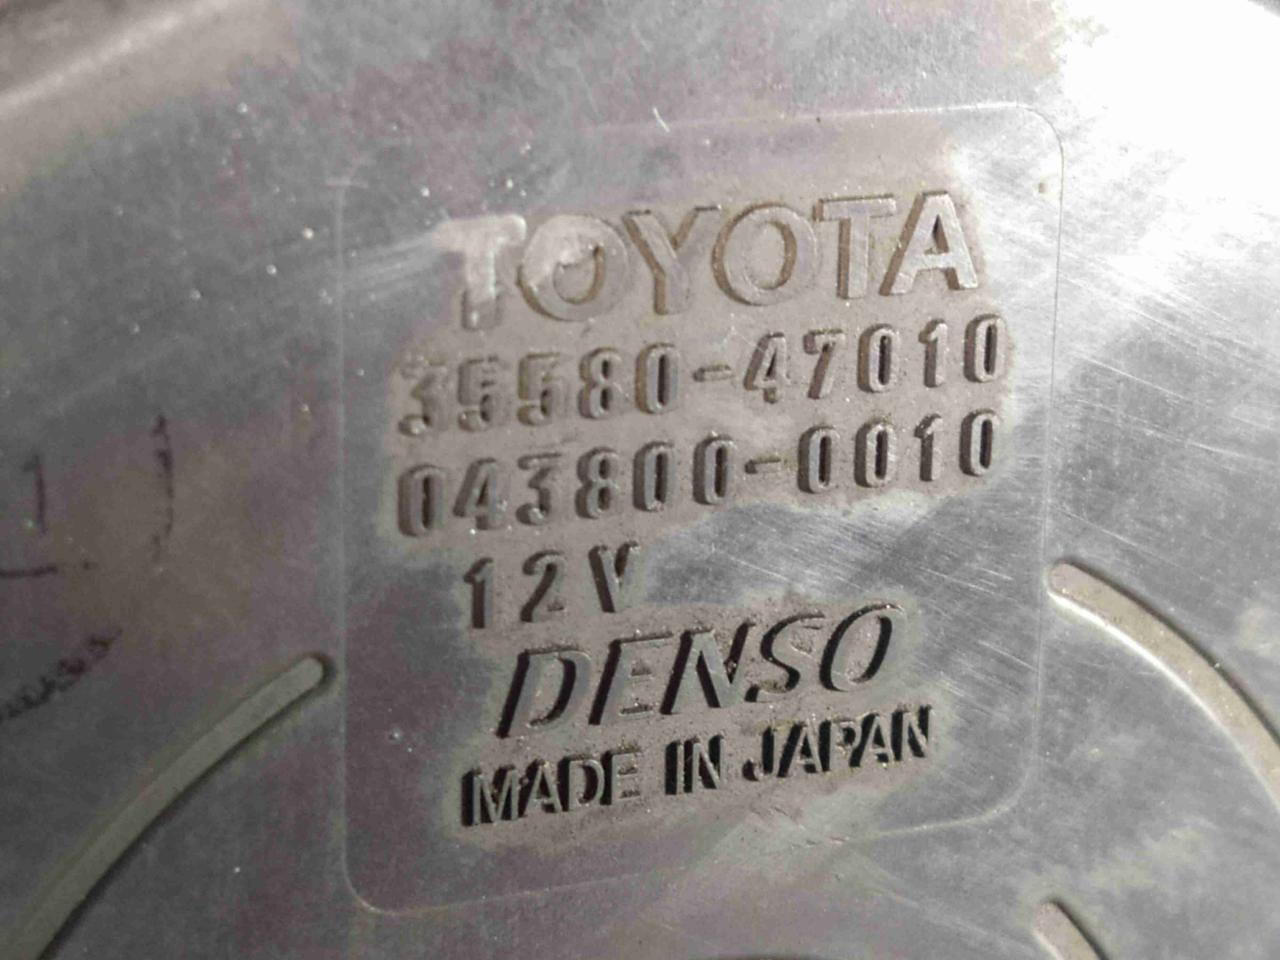 TOYOTA
35580-47010
043800-0010
12V
DENSO
MADE IN JAPAN